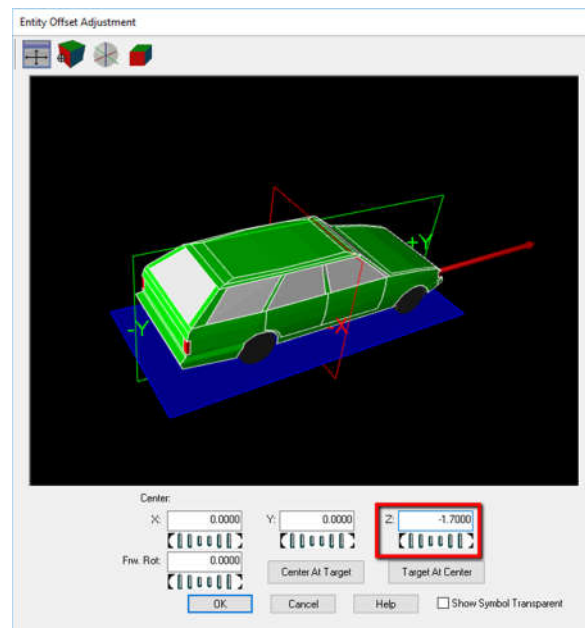 Entity Offset Adjustment
+Y
-Y
-X
Center:
X: 0.0000 Y: 0.0000 Z: -1.7000
Frw. Rot: 0.0000
Center At Target Target At Center
OK Cancel Help Show Symbol Transparent